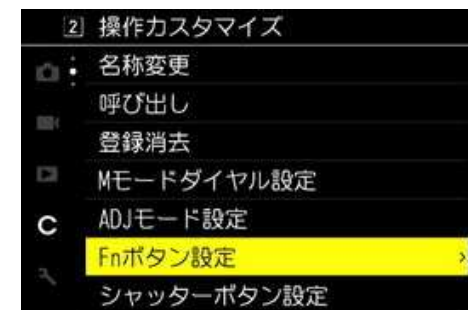 2 操作カスタマイズ
名称変更
呼び出し
登録消去
Mモードダイヤル設定
C ADJモード設定
Fnボタン設定 >
シャッターボタン設定